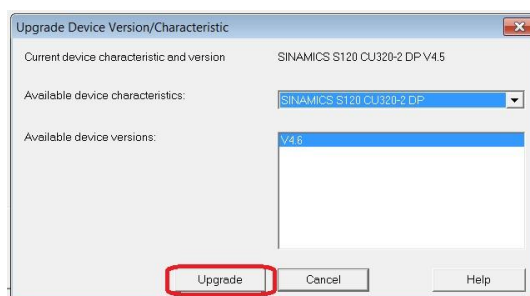 Upgrade Device Version/Characteristic
Current device characteristic and version SINAMICS S120 CU320-2 DP V4.5
Available device characteristics: SINAMICS S120 CU320-2 DP
Available device versions:
V4.6
Upgrade Cancel Help